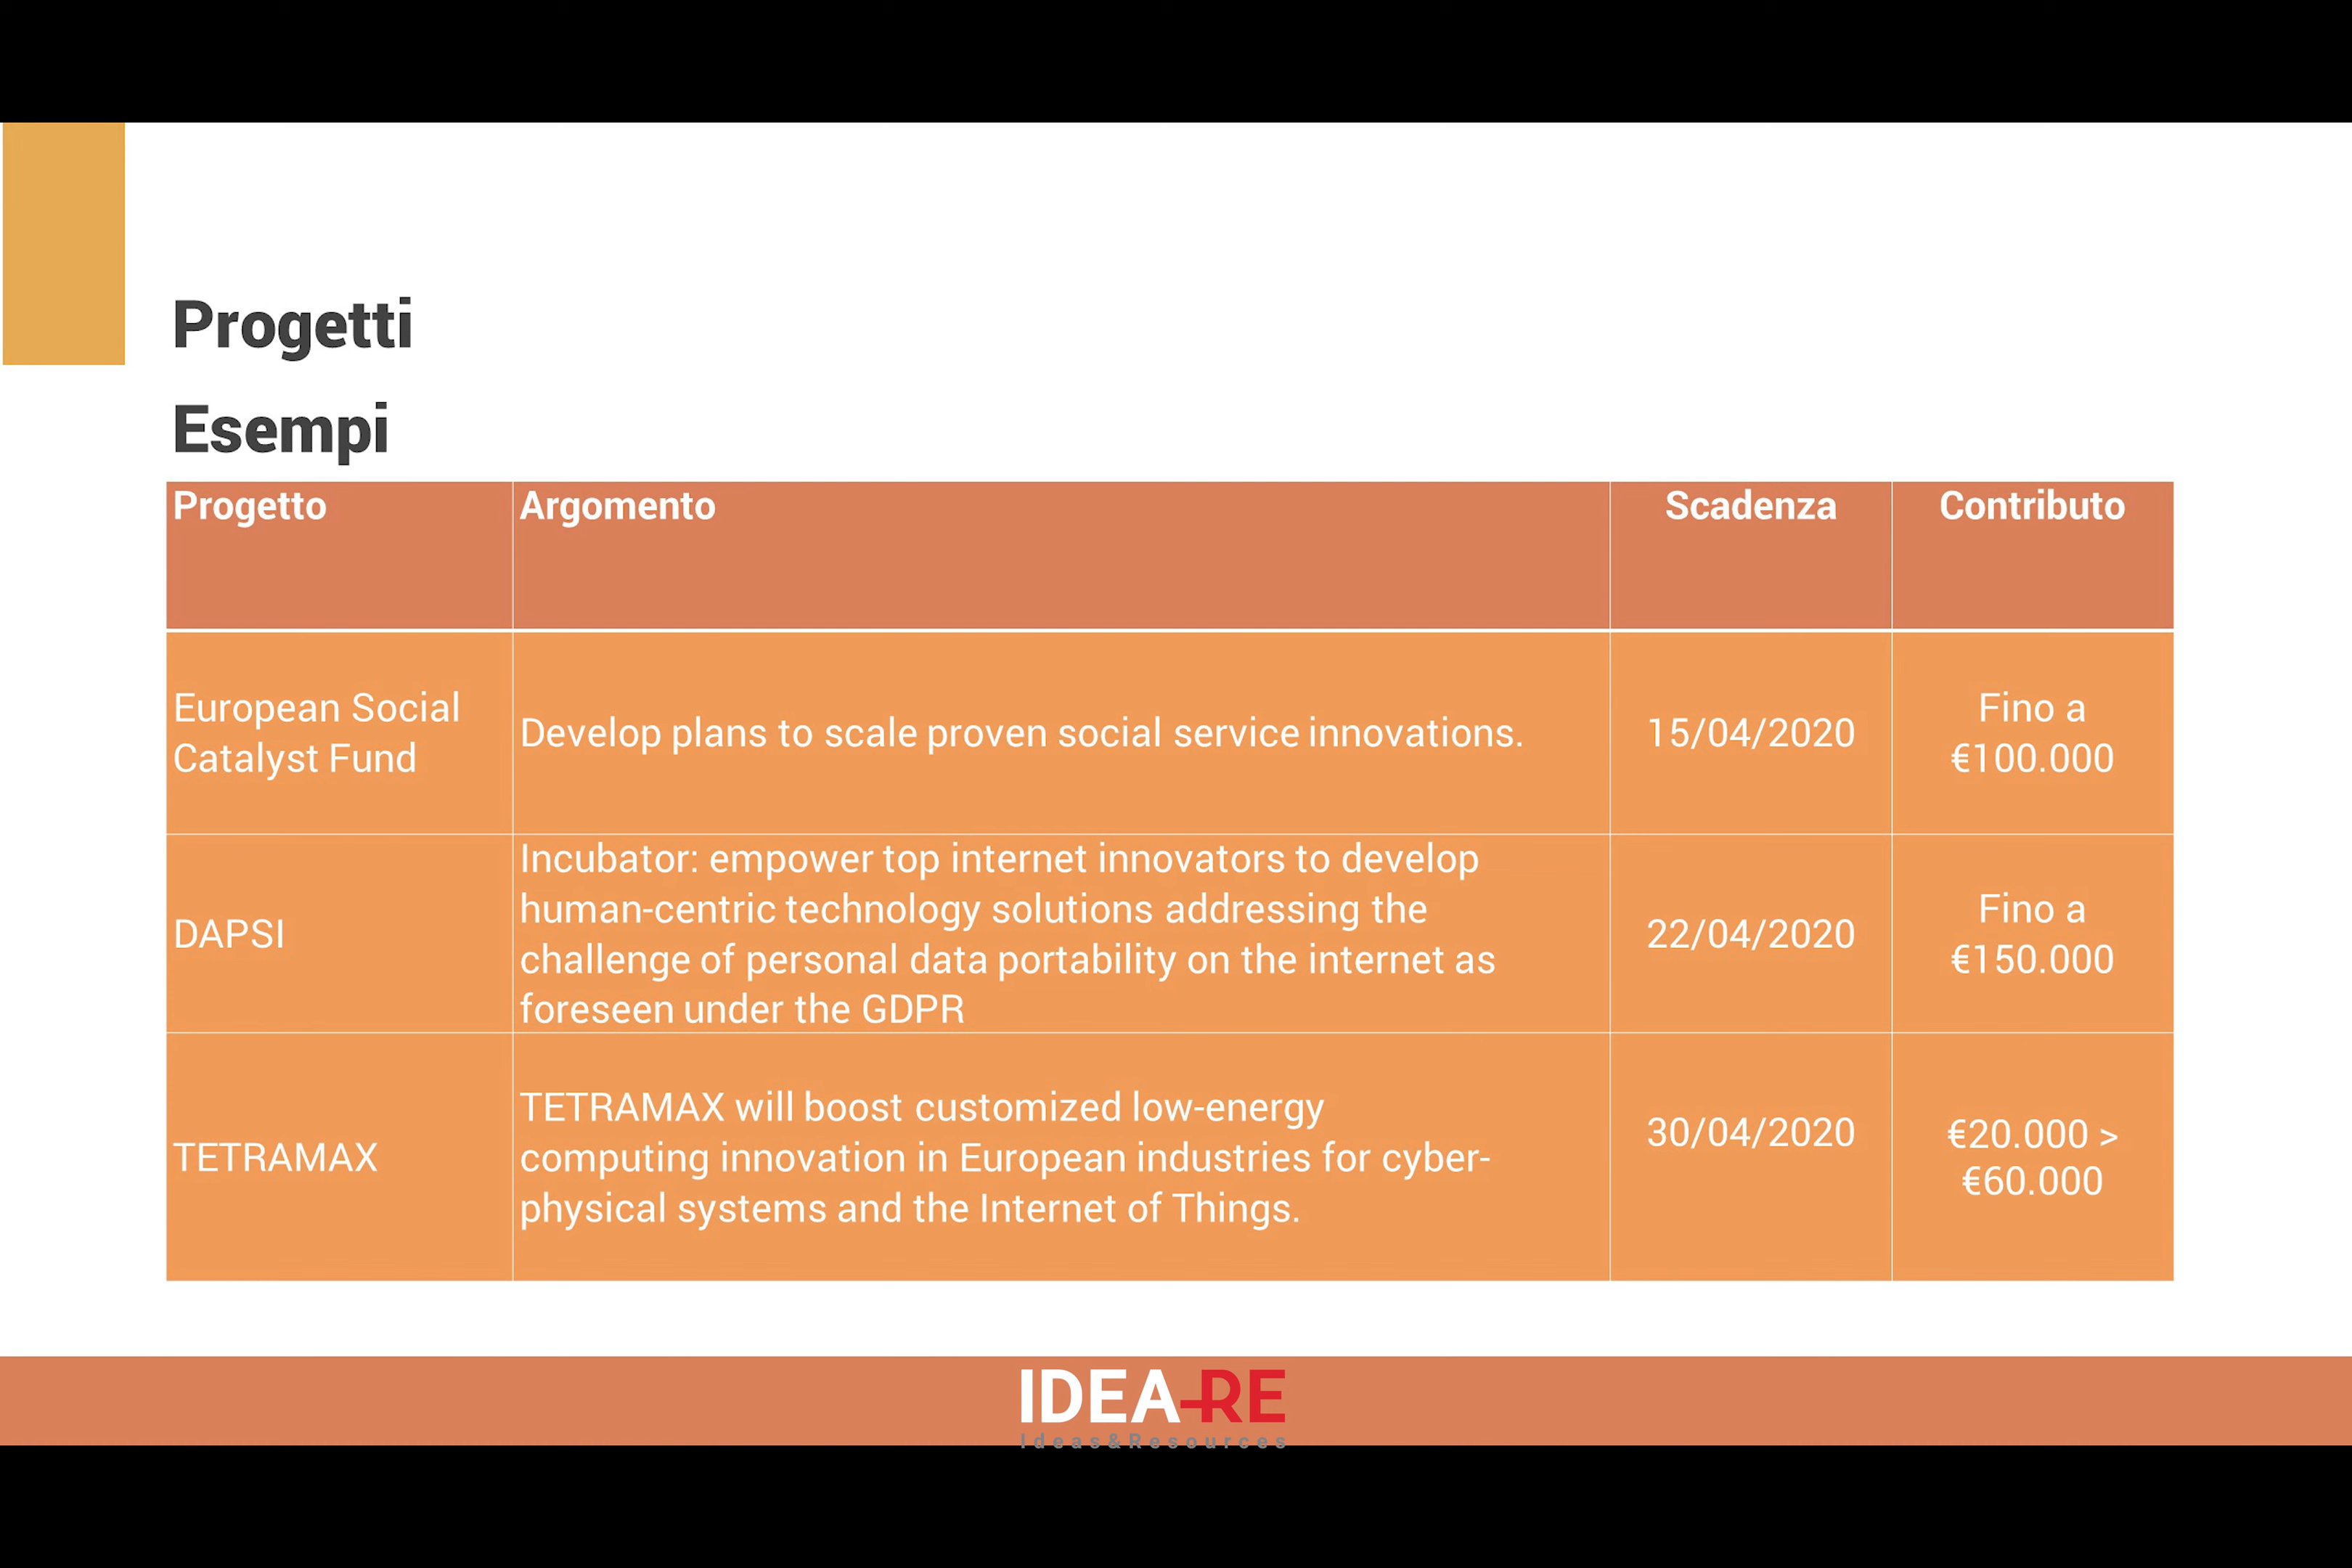 Progetti
Esempi
Progetto
Argomento
Scadenza
Contributo
European Social
Catalyst Fund
Develop plans to scale proven social service innovations.
15/04/2020
Fino a
€100.000
DAPSI
Incubator: empower top internet innovators to develop
human-centric technology solutions addressing the
challenge of personal data portability on the internet as
foreseen under the GDPR
22/04/2020
Fino a
€150.000
TETRAMAX
TETRAMAX will boost customized low-energy
computing innovation in European industries for cyber-
physical systems and the Internet of Things.
30/04/2020
€20.000 >
€60.000
IDEA-RE
Ideas&Resources